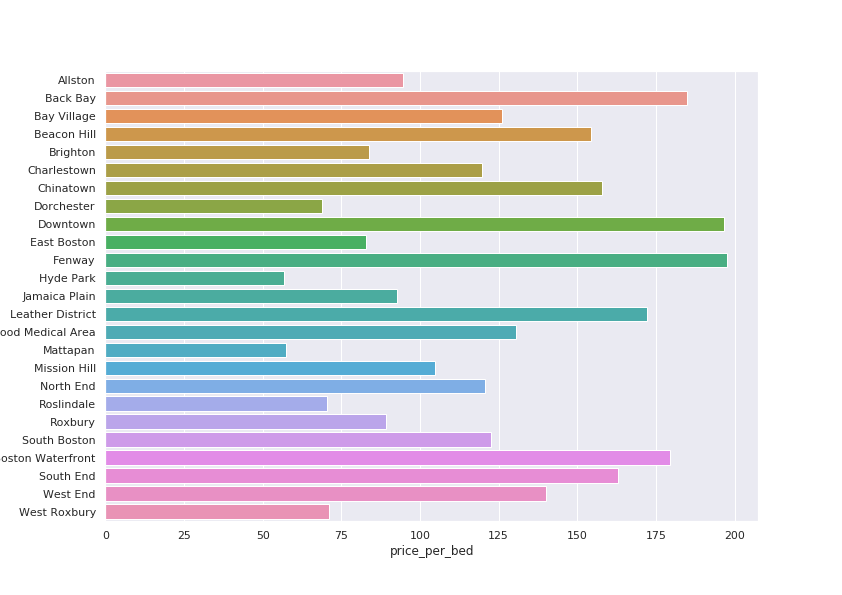 Allston
Back Bay
Bay Village
Beacon Hill
Brighton
Charlestown
Chinatown
Dorchester
Downtown
East Boston
Fenway
Hyde Park
Jamaica Plain
Leather District
ood Medical Area
Mattapan
Mission Hill
North End
Roslindale
Roxbury
South Boston
oston Waterfront
South End
West End
West Roxbury
0 25 50 75 100 125 150 175 200
price_per_bed